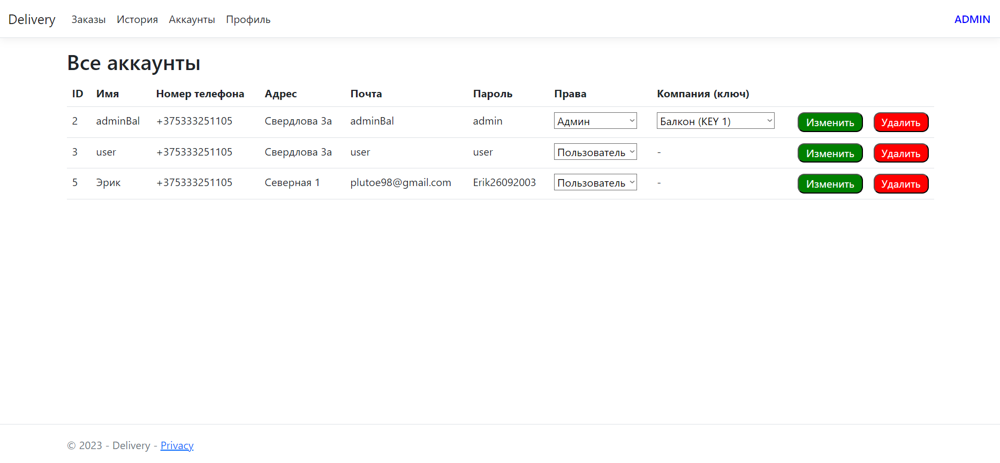 Delivery Заказы История Аккаунты Профиль ADMIN
Все аккаунты
ID Имя Номер телефона Адрес Почта Пароль Права Компания (ключ)
2 adminBal +375333251105 Свердлова 3а adminBal admin Админ Балкон (KEY 1) Изменить Удалить
3 user +375333251105 Свердлова 3а user user Пользователь - Изменить Удалить
5 Эрик +375333251105 Северная 1 plutoe98@gmail.com Erik26092003 Пользователь - Изменить Удалить
© 2023 - Delivery - Privacy